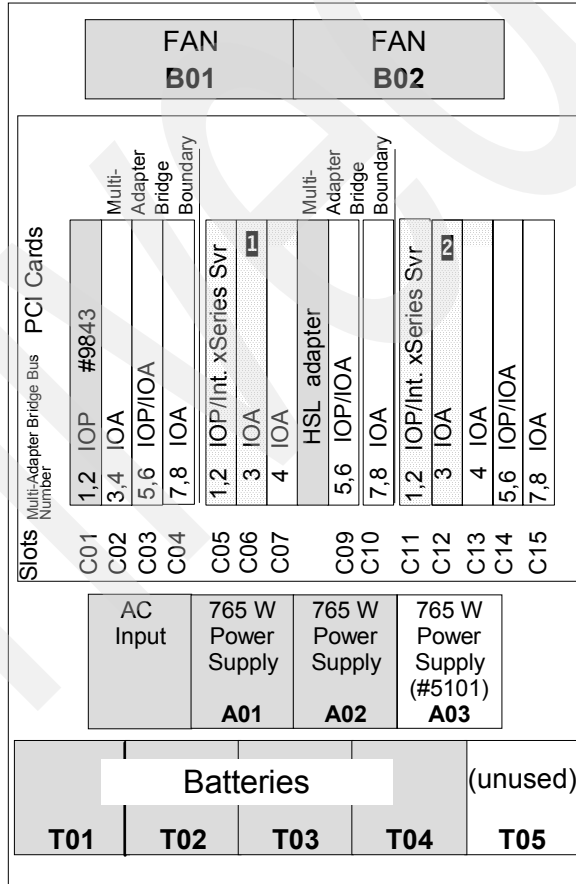 FAN
B01
FAN
B02
Slots
Multi-Adapter Bridge Bus
Number
PCI Cards
C01 1,2 IOP #9843
C02 3,4 IOA
C03 5,6 IOP/IOA
C04 7,8 IOA
Multi-
Adapter
Bridge
Boundary
C05 1,2 IOP/Int. xSeries Svr
C06 3 IOA 1
C07 4 IOA
HSL adapter
C09 5,6 IOP/IOA
C10 7,8 IOA
Multi-
Adapter
Bridge
Boundary
C11 1,2 IOP/Int. xSeries Svr
C12 3 IOA 2
C13 4 IOA
C14 5,6 IOP/IOA
C15 7,8 IOA
AC
Input
765 W
Power
Supply
A01
765 W
Power
Supply
A02
765 W
Power
Supply
(#5101)
A03
Batteries
(unused)
T01
T02
T03
T04
T05